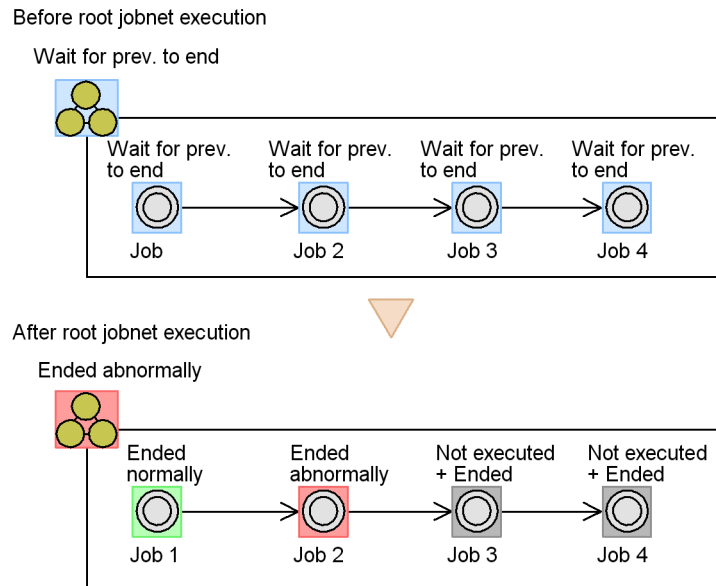 Before root jobnet execution
Wait for prev. to end
Wait for prev. Wait for prev. Wait for prev. Wait for prev.
to end to end to end to end
Job Job 2 Job 3 Job 4
After root jobnet execution
Ended abnormally
Ended Ended Not executed Not executed
normally abnormally + Ended + Ended
Job 1 Job 2 Job 3 Job 4